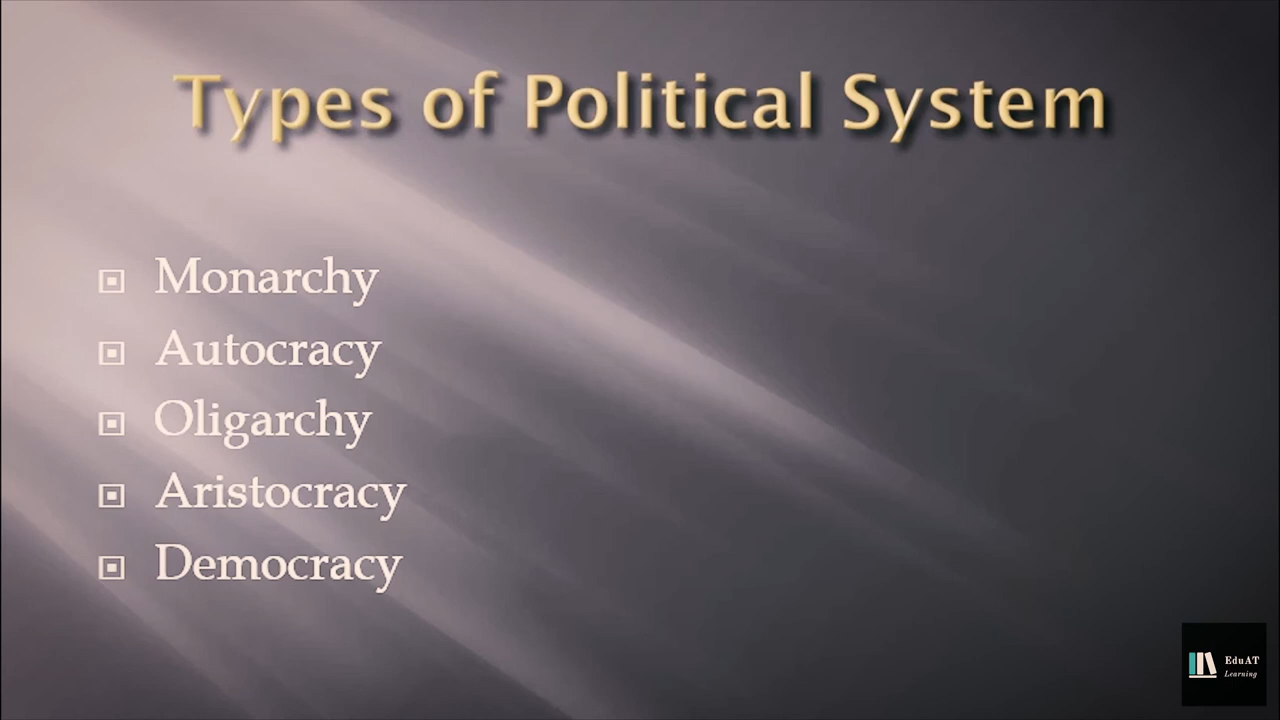 Types of Political System
Monarchy
Autocracy
Oligarchy
Aristocracy
Democracy
EduAT
Learning